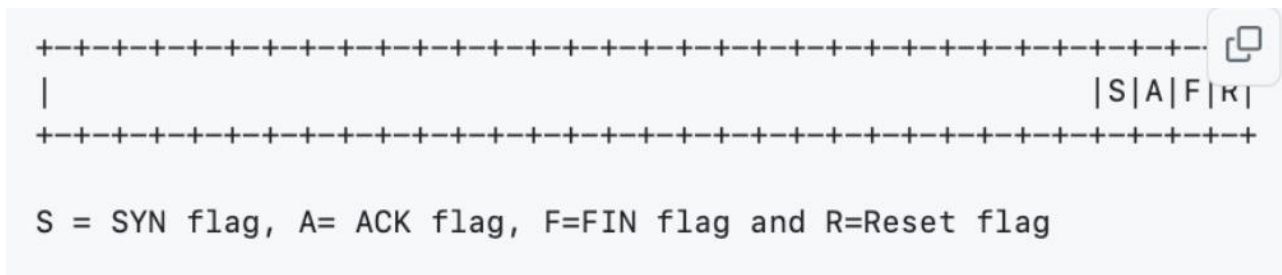 +-+-+-+-+-+-+-+-+-+-+-+-+-+-+-+-+-+-+-+-+-+-+-+-+-+-+-+-+-+-+-+-
|                                                       |S|A|F|R|
+-+-+-+-+-+-+-+-+-+-+-+-+-+-+-+-+-+-+-+-+-+-+-+-+-+-+-+-+-+-+-+-+
S = SYN flag, A= ACK flag, F=FIN flag and R=Reset flag